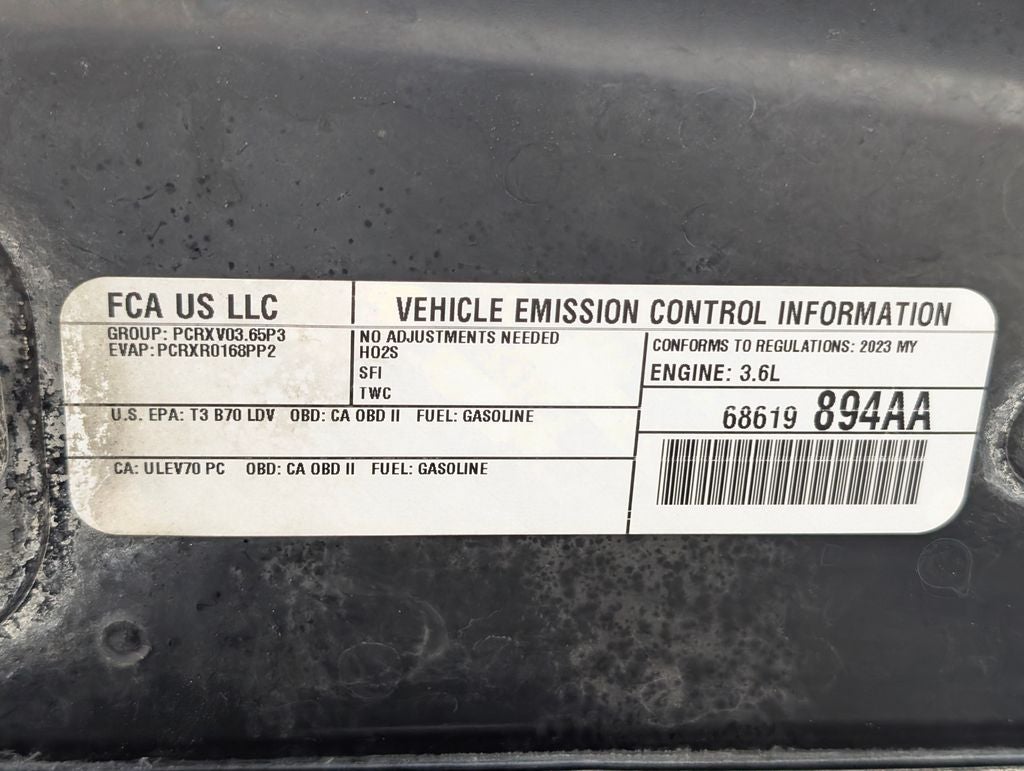 FCA US LLC
VEHICLE EMISSION CONTROL INFORMATION
GROUP: PCRXV03.65P3
EVAP: PCRXR0168PP2
NO ADJUSTMENTS NEEDED
HO2S
SFI
TWC
CONFORMS TO REGULATIONS: 2023 MY
ENGINE: 3.6L
68619 894AA
U.S. EPA: T3 B70 LDV OBD: CA OBD II FUEL: GASOLINE
CA: ULEV70 PC OBD: CA OBD II FUEL: GASOLINE